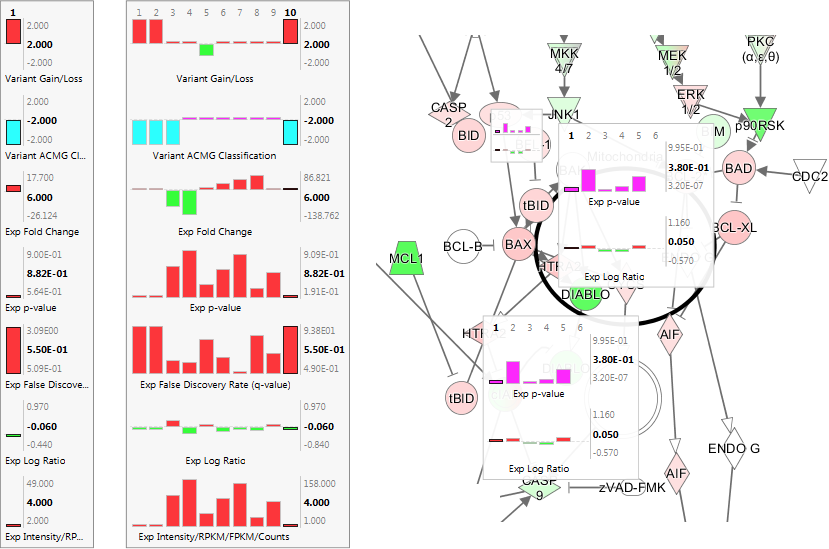 1
2.000
2.000
-2.000
Variant Gain/Loss
2.000
-2.000
-2.000
Variant ACMG Cl...
17.700
6.000
-26.124
Exp Fold Change
9.00E-01
8.82E-01
5.64E-01
Exp p-value
3.09E00
5.50E-01
5.09E-01
Exp False Discove...
0.970
-0.060
-0.440
Exp Log Ratio
49.000
4.000
2.000
Exp Intensity/RP...
1 2 3 4 5 6 7 8 9 10
2.000
2.000
-2.000
Variant Gain/Loss
2.000
-2.000
-2.000
Variant ACMG Classification
86.821
6.000
-138.762
Exp Fold Change
9.09E-01
8.82E-01
1.91E-01
Exp p-value
9.38E01
5.50E-01
4.90E-01
Exp False Discovery Rate (q-value)
0.970
-0.060
-0.840
Exp Log Ratio
158.000
4.000
1.000
Exp Intensity/RPKM/FPKM/Counts
MKK
4/7
MEK
1/2
PKC
(α,ε,θ)
ERK
1/2
CASP
2
JNK1
BIM
p90RSK
BID
BAD
CDC2
tBID
BCL-XL
BCL-B
BAX
MCL1
HTRA2
DIABLO
AIF
tBID
ENDO G
AIF
CASP
9
zVAD-FMK
1 2 3 4 5 6
9.95E-01
3.80E-01
3.20E-07
Mitochondria
Exp p-value
1.160
0.050
-0.570
Exp Log Ratio
1 2 3 4 5 6
9.95E-01
3.80E-01
3.20E-07
Exp p-value
1.160
0.050
-0.570
Exp Log Ratio